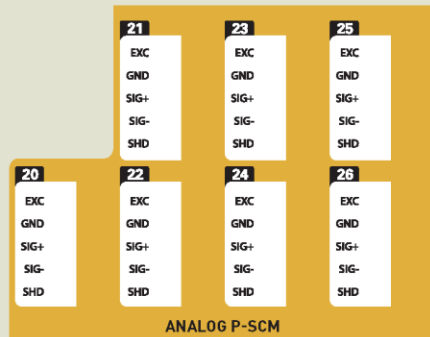 21
EXC
GND
SIG+
SIG-
SHD
23
EXC
GND
SIG+
SIG-
SHD
25
EXC
GND
SIG+
SIG-
SHD
20
EXC
GND
SIG+
SIG-
SHD
22
EXC
GND
SIG+
SIG-
SHD
24
EXC
GND
SIG+
SIG-
SHD
26
EXC
GND
SIG+
SIG-
SHD
ANALOG P-SCM